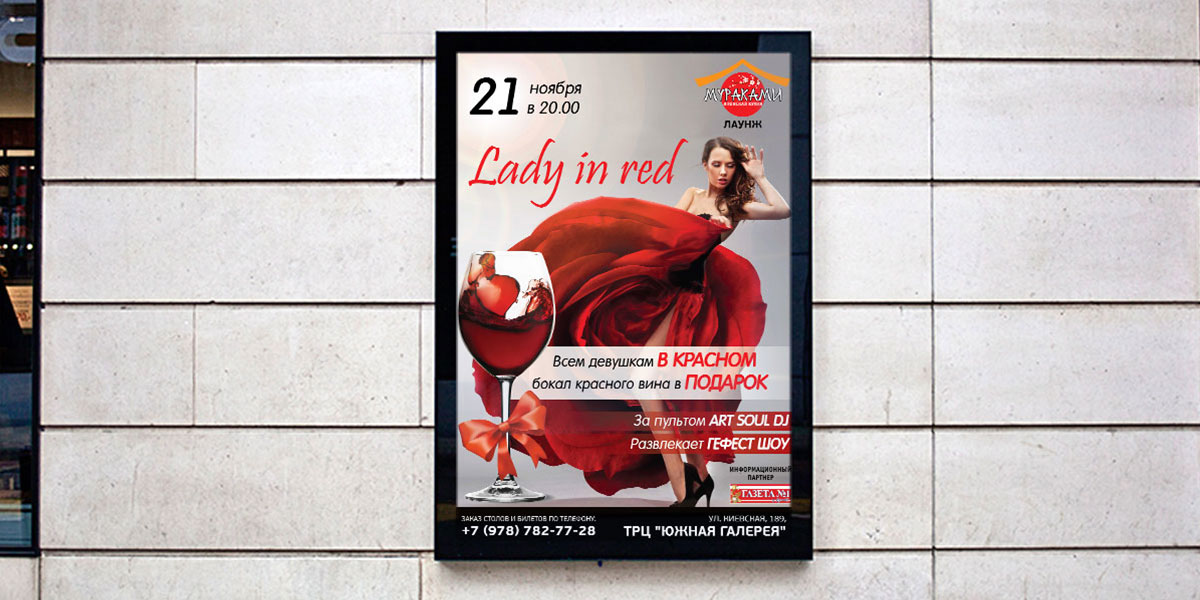 21 ноября
в 20.00
МУРАКАМИ
ЯПОНСКАЯ КУХНЯ
ЛАУНЖ
Lady in red
Всем девушкам В КРАСНОМ
бокал красного вина в ПОДАРОК
За пультом ART SOUL DJ
Развлекает ГЕФЕСТ ШОУ
ИНФОРМАЦИОННЫЙ
ПАРТНЕР
ГАЗЕТА №1
ЗАКАЗ СТОЛОВ И БИЛЕТОВ ПО ТЕЛЕФОНУ.
+7 (978) 782-77-28
УЛ. КИЕВСКАЯ, 189,
ТРЦ "ЮЖНАЯ ГАЛЕРЕЯ"